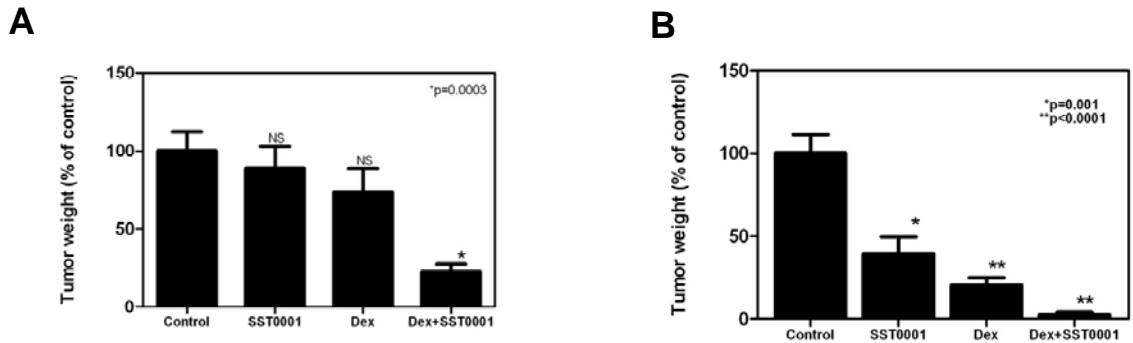 A
Tumor weight (% of control)
150
100
50
0
*p=0.0003
NS
NS
*
Control
SST0001
Dex
Dex+SST0001
B
Tumor weight (% of control)
150
100
50
0
*p=0.001
**p<0.0001
*
**
**
Control
SST0001
Dex
Dex+SST0001